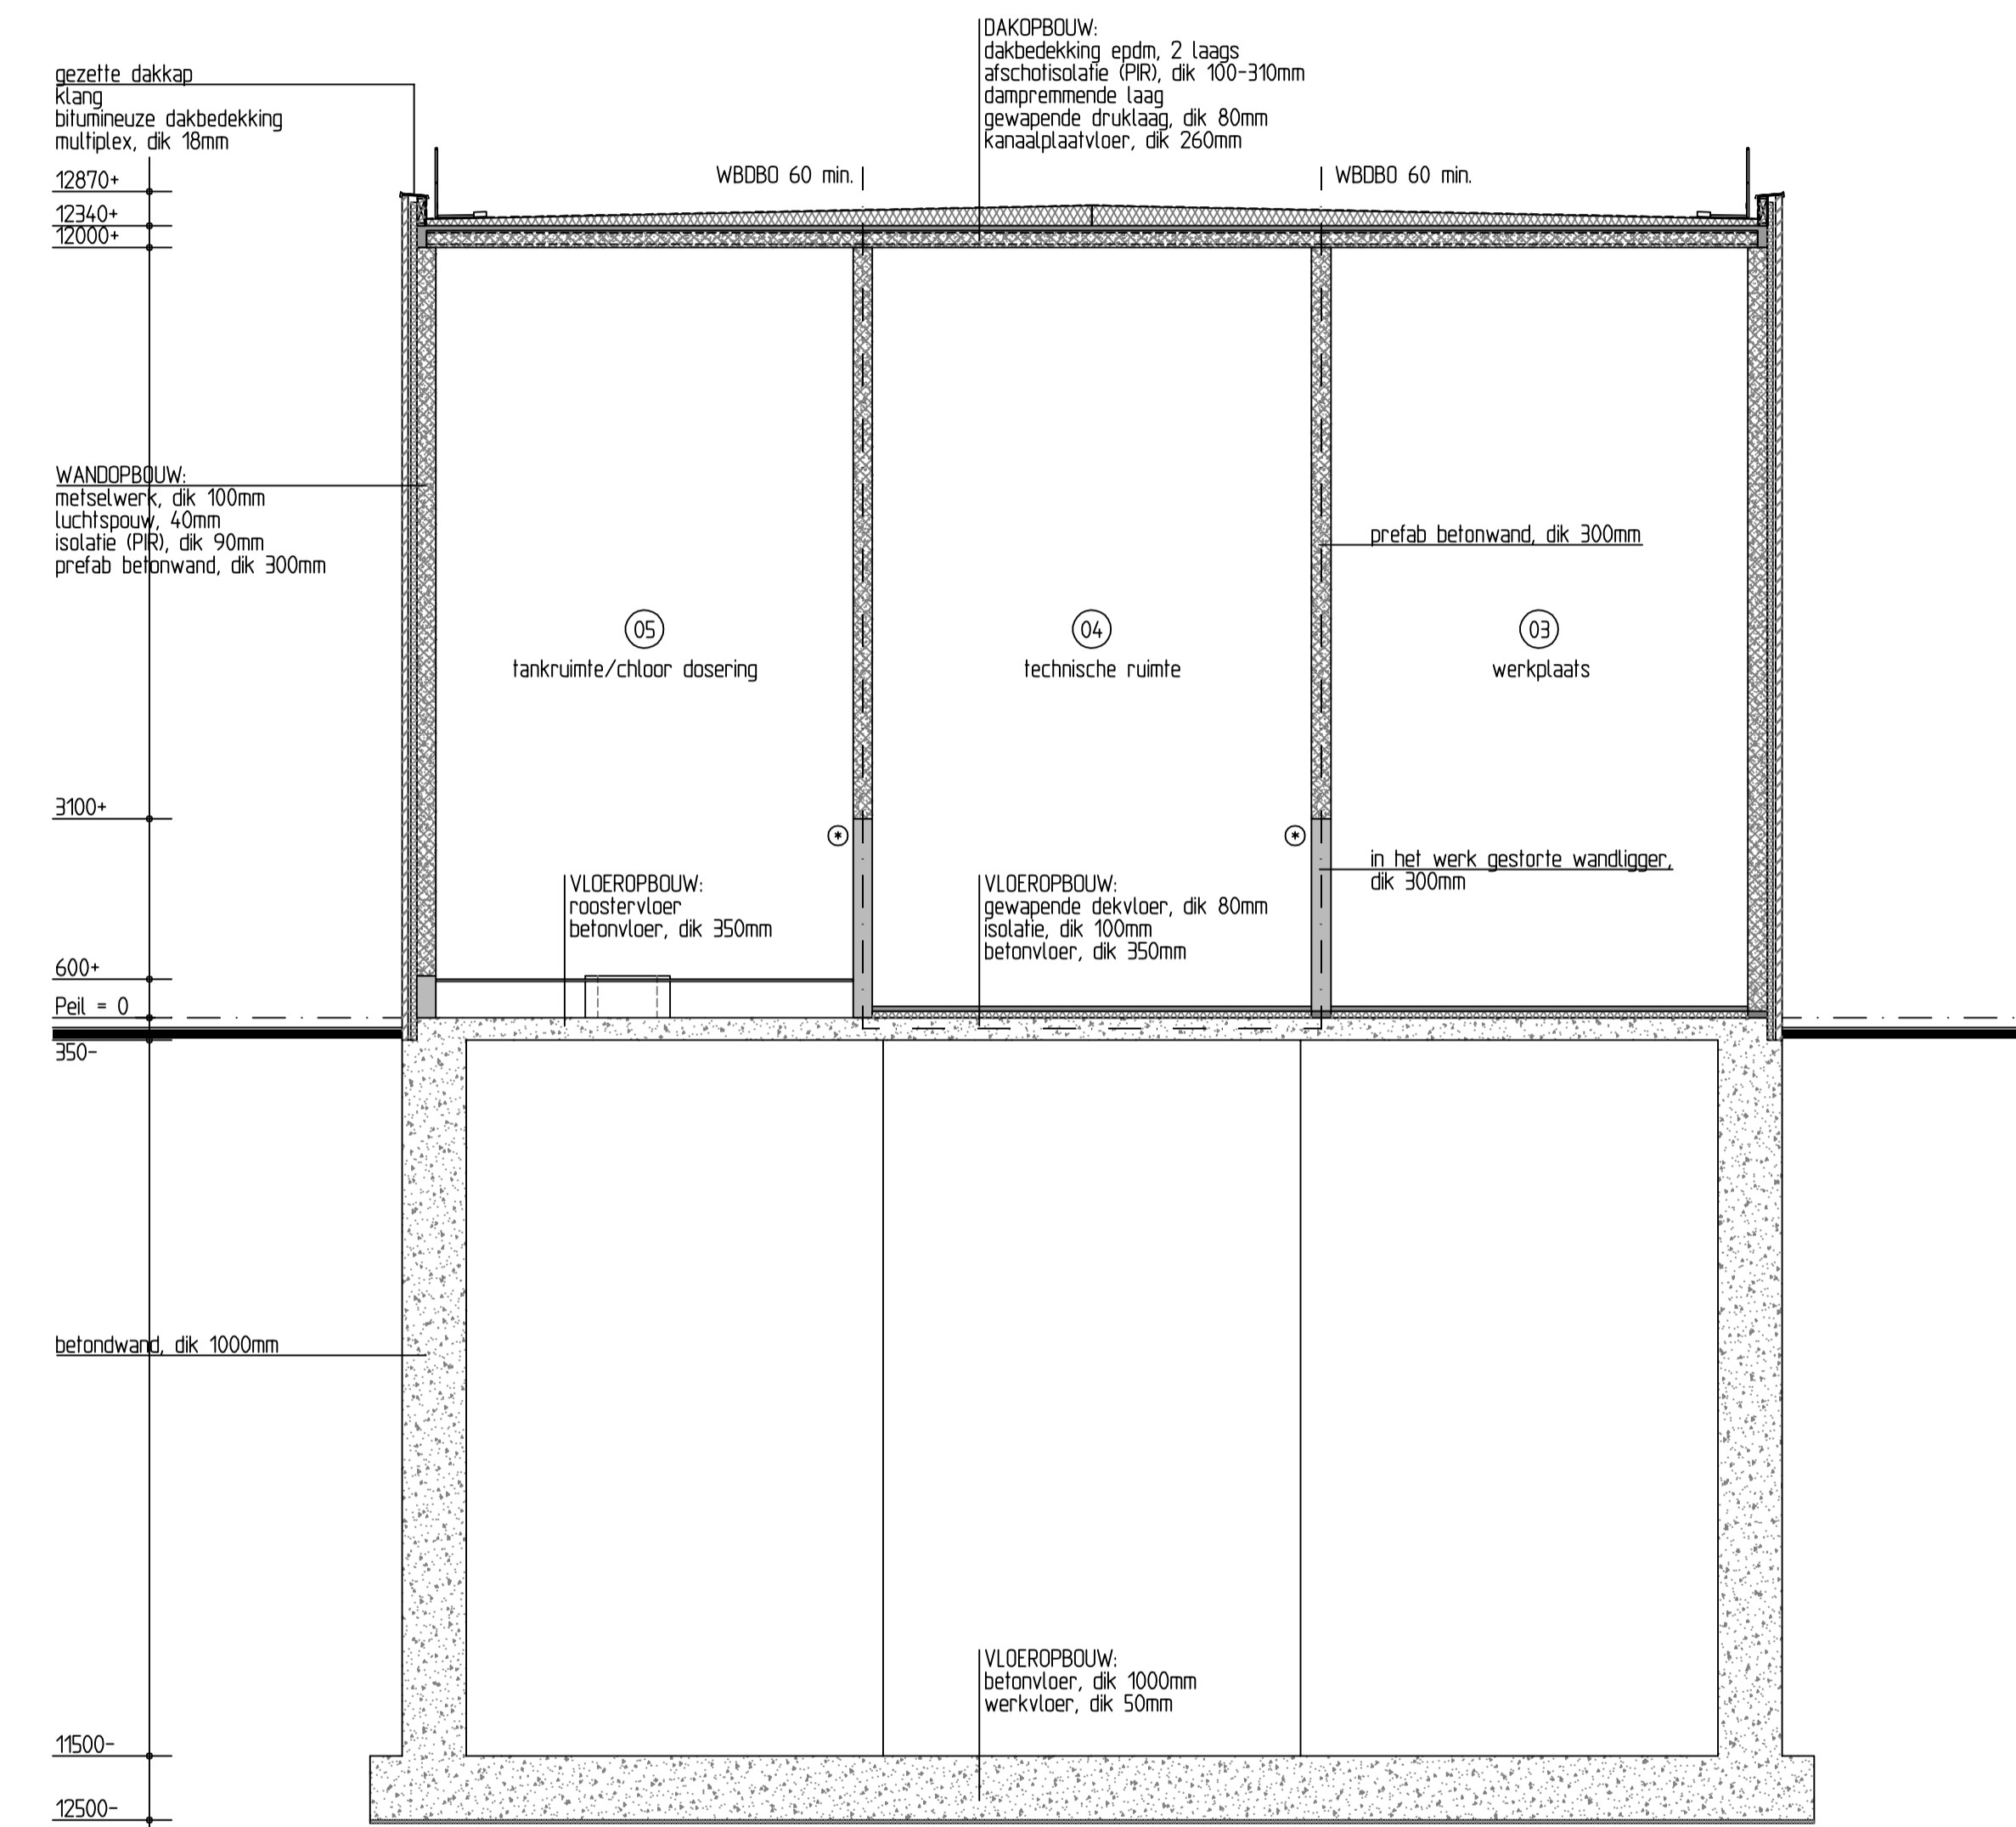 DAKOPBOUW:
dakbedekking epdm, 2 laags
afschotisolatie (PIR), dik 100-310mm
dampremmende laag
gewapende druklaag, dik 80mm
kanaalplaatvloer, dik 260mm
gezette dakkap
klang
bitumineuze dakbedekking
multiplex, dik 18mm
WBDBO 60 min.
WBDBO 60 min.
12870+
12340+
12000+
WANDOPBOUW:
metselwerk, dik 100mm
luchtspouw, 40mm
isolatie (PIR), dik 90mm
prefab betonwand, dik 300mm
prefab betonwand, dik 300mm
05
tankruimte/chloor dosering
04
technische ruimte
03
werkplaats
3100+
*
*
in het werk gestorte wandligger,
dik 300mm
VLOEROPBOUW:
roostervloer
betonvloer, dik 350mm
VLOEROPBOUW:
gewapende dekvloer, dik 80mm
isolatie, dik 100mm
betonvloer, dik 350mm
600+
Peil = 0
350-
betondwand, dik 1000mm
VLOEROPBOUW:
betonvloer, dik 1000mm
werkvloer, dik 50mm
11500-
12500-